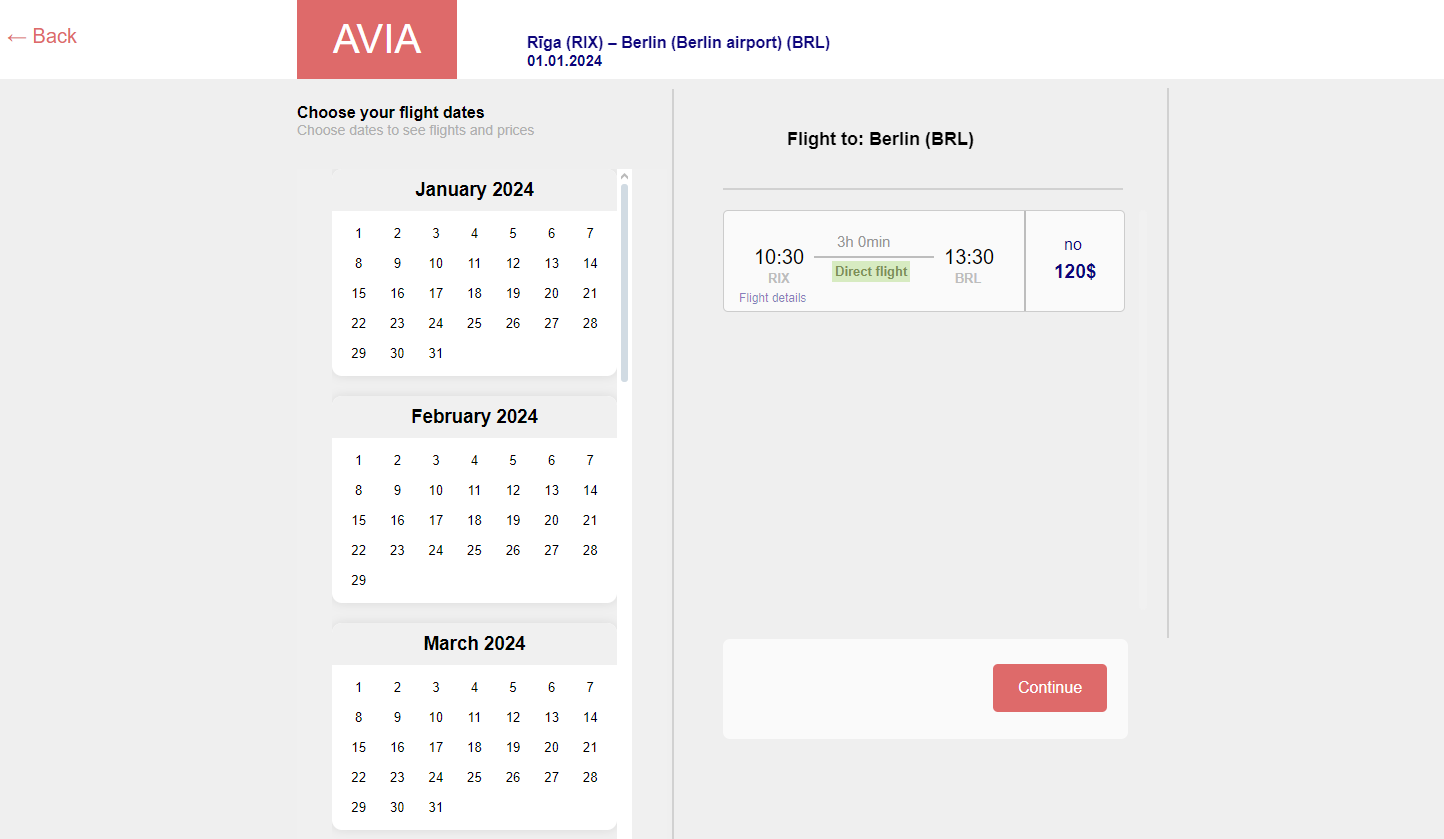 ← Back
AVIA
Rīga (RIX) – Berlin (Berlin airport) (BRL)
01.01.2024
Choose your flight dates
Choose dates to see flights and prices
January 2024
1 2 3 4 5 6 7
8 9 10 11 12 13 14
15 16 17 18 19 20 21
22 23 24 25 26 27 28
29 30 31
February 2024
1 2 3 4 5 6 7
8 9 10 11 12 13 14
15 16 17 18 19 20 21
22 23 24 25 26 27 28
29
March 2024
1 2 3 4 5 6 7
8 9 10 11 12 13 14
15 16 17 18 19 20 21
22 23 24 25 26 27 28
29 30 31
Flight to: Berlin (BRL)
3h 0min
10:30 13:30
Direct flight
RIX BRL
Flight details
no
120$
Continue